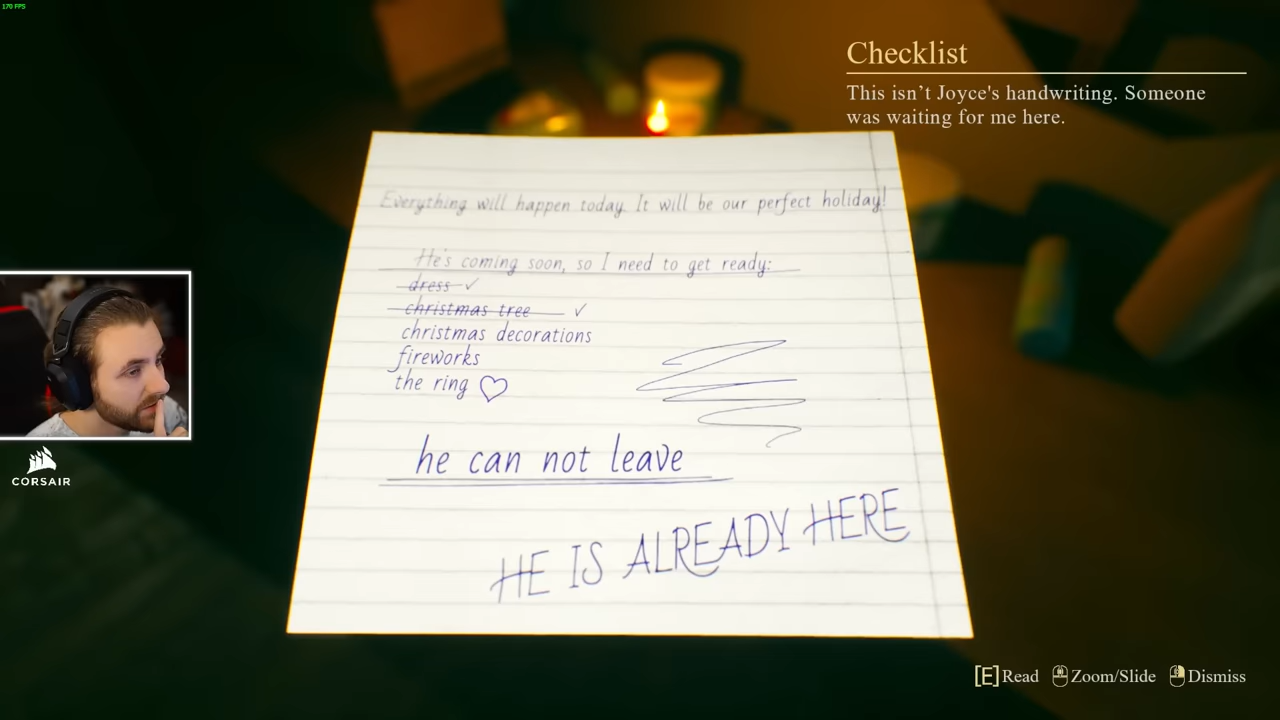 170 FPS
Checklist
This isn't Joyce's handwriting. Someone
was waiting for me here.
Everything will happen today. It will be our perfect holiday!
He's coming soon, so I need to get ready:
dress ✓
christmas tree ✓
christmas decorations
fireworks
the ring ♡
he can not leave
HE IS ALREADY HERE
CORSAIR
[E]Read Zoom/Slide Dismiss